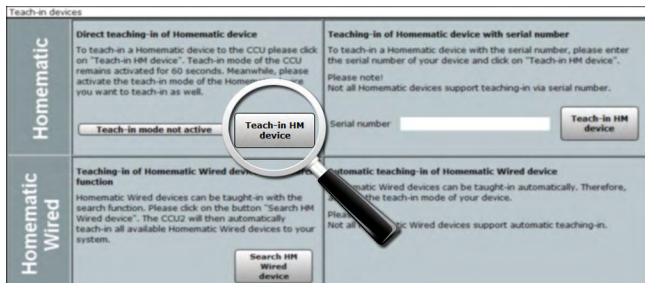 Teach-in devices
Homematic
Direct teaching-in of Homematic device
To teach-in a Homematic device to the CCU please click
on "Teach-in HM device". Teach-in mode of the CCU
remains activated for 60 seconds. Meanwhile, please
activate the teach-in mode of the Homematic device
you want to teach-in as well.
Teach-in mode not active
Teach-in HM
device
Teaching-in of Homematic device with serial number
To teach-in a Homematic device with the serial number, please enter
the serial number of your device and click on "Teach-in HM device".
Please note!
Not all Homematic devices support teaching-in via serial number.
Serial number
Teach-in HM
device
Homematic
Wired
Teaching-in of Homematic Wired
function
Homematic Wired devices can be taught-in with the
search function. Please click on the button "Search HM
Wired device". The CCU2 will then automatically
teach-in all available Homematic Wired devices to your
system.
Search HM
Wired
device
Automatic teaching-in of Homematic Wired device
Wired devices can be taught-in automatically. Therefore,
the teach-in mode of your device.
Not all Wired devices support automatic teaching-in.